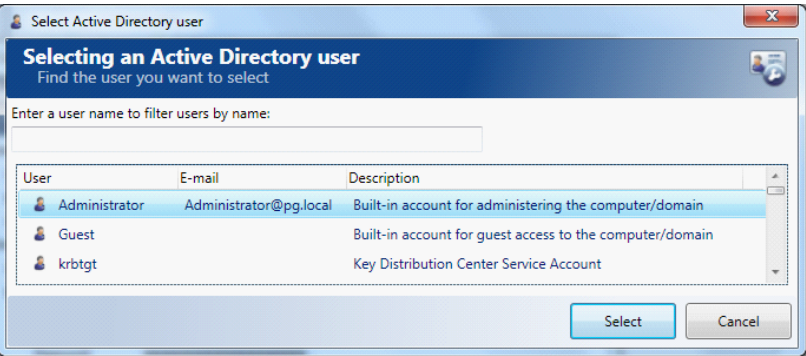 Select Active Directory user
Selecting an Active Directory user
Find the user you want to select
Enter a user name to filter users by name:
User E-mail Description
Administrator Administrator@pg.local Built-in account for administering the computer/domain
Guest Built-in account for guest access to the computer/domain
krbtgt Key Distribution Center Service Account
Select Cancel